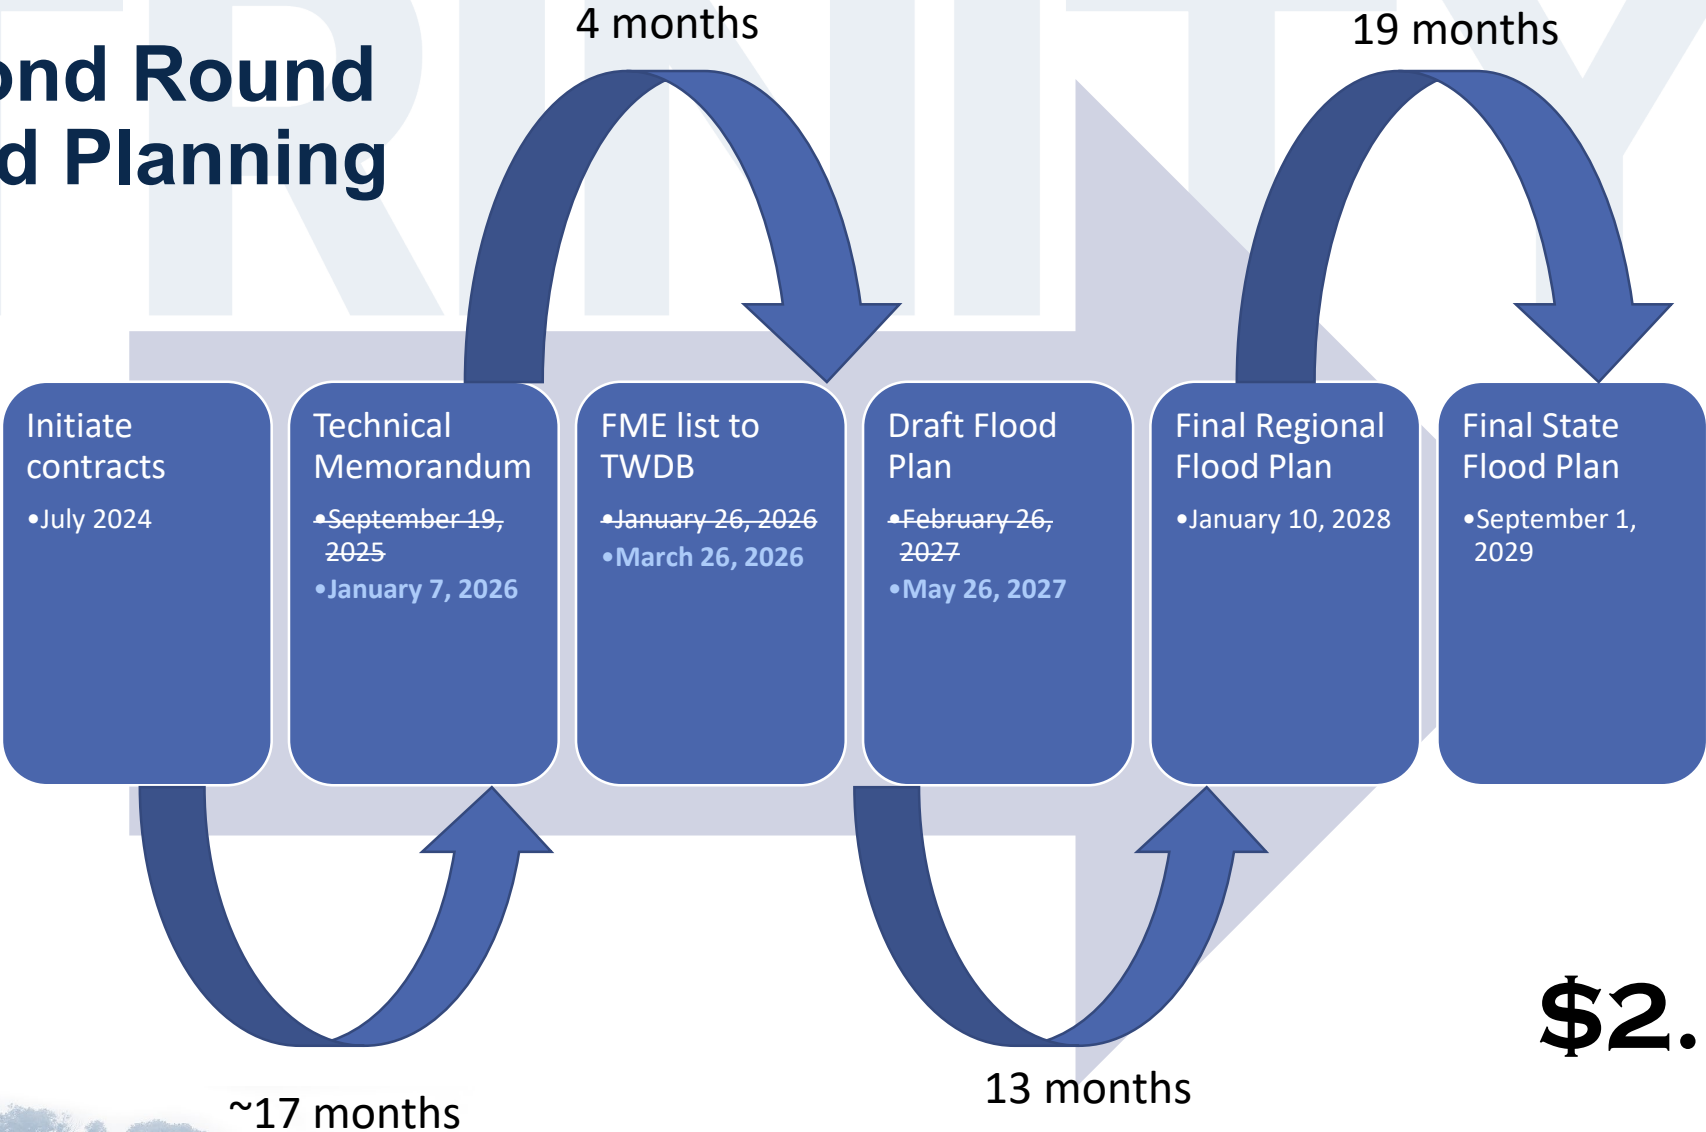 TRINITY
ond Round
d Planning
4 months
19 months
Initiate
contracts
•July 2024
Technical
Memorandum
•September 19,
2025
•January 7, 2026
FME list to
TWDB
•January 26, 2026
•March 26, 2026
Draft Flood
Plan
•February 26,
2027
•May 26, 2027
Final Regional
Flood Plan
•January 10, 2028
Final State
Flood Plan
•September 1,
2029
~17 months
13 months
$2.